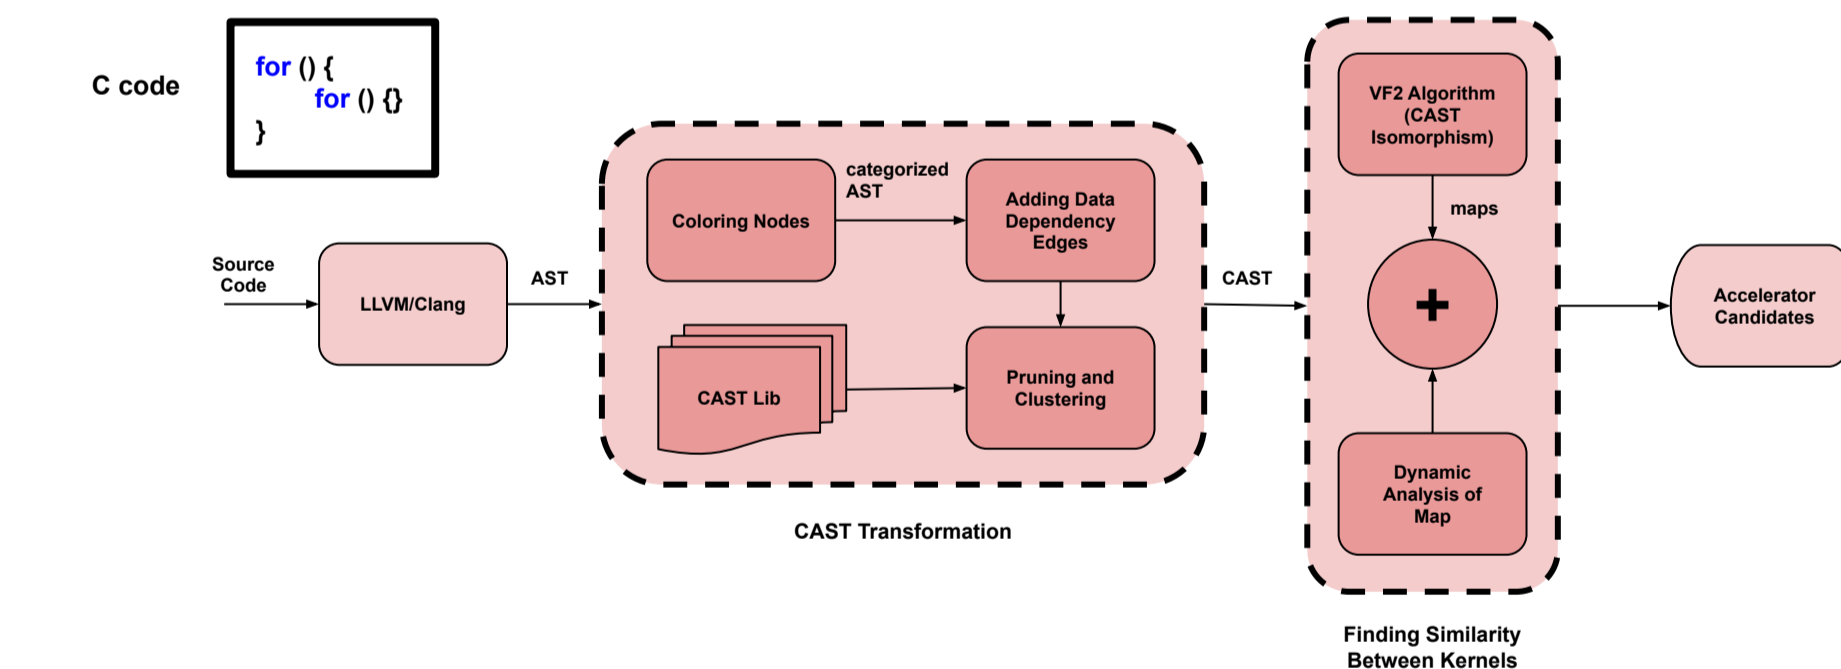 C code
for () {
for () {}
}
Source
Code
LLVM/Clang
AST
Coloring Nodes
categorized
AST
Adding Data
Dependency
Edges
CAST Lib
Pruning and
Clustering
CAST Transformation
CAST
VF2 Algorithm
(CAST
Isomorphism)
maps
+
Dynamic
Analysis of
Map
Finding Similarity
Between Kernels
Accelerator
Candidates